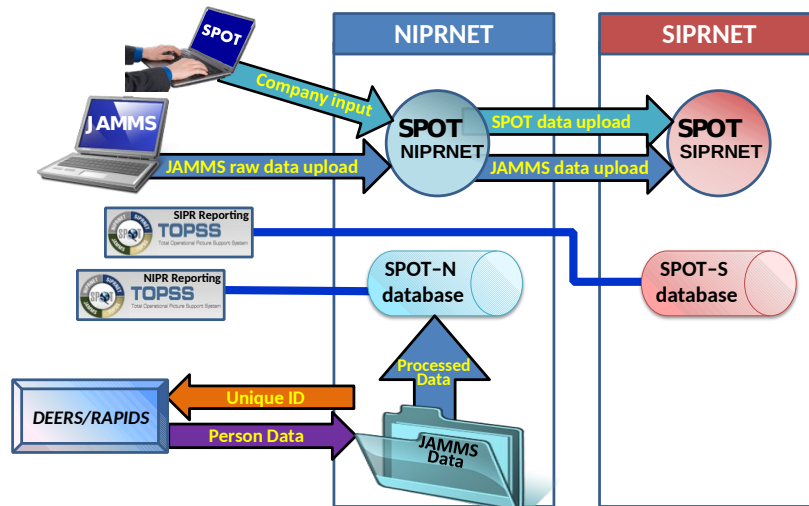 NIPRNET
SIPRNET
SPOT
Company input
JAMMS
JAMMS raw data upload
SPOT
NIPRNET
SPOT data upload
JAMMS data upload
SPOT
SIPRNET
SIPR Reporting
TOPSS
Total Operational Picture Support System
NIPR Reporting
TOPSS
Total Operational Picture Support System
SPOT–N
database
SPOT–S
database
Processed
Data
DEERS/RAPIDS
Unique ID
Person Data
JAMMS
Data